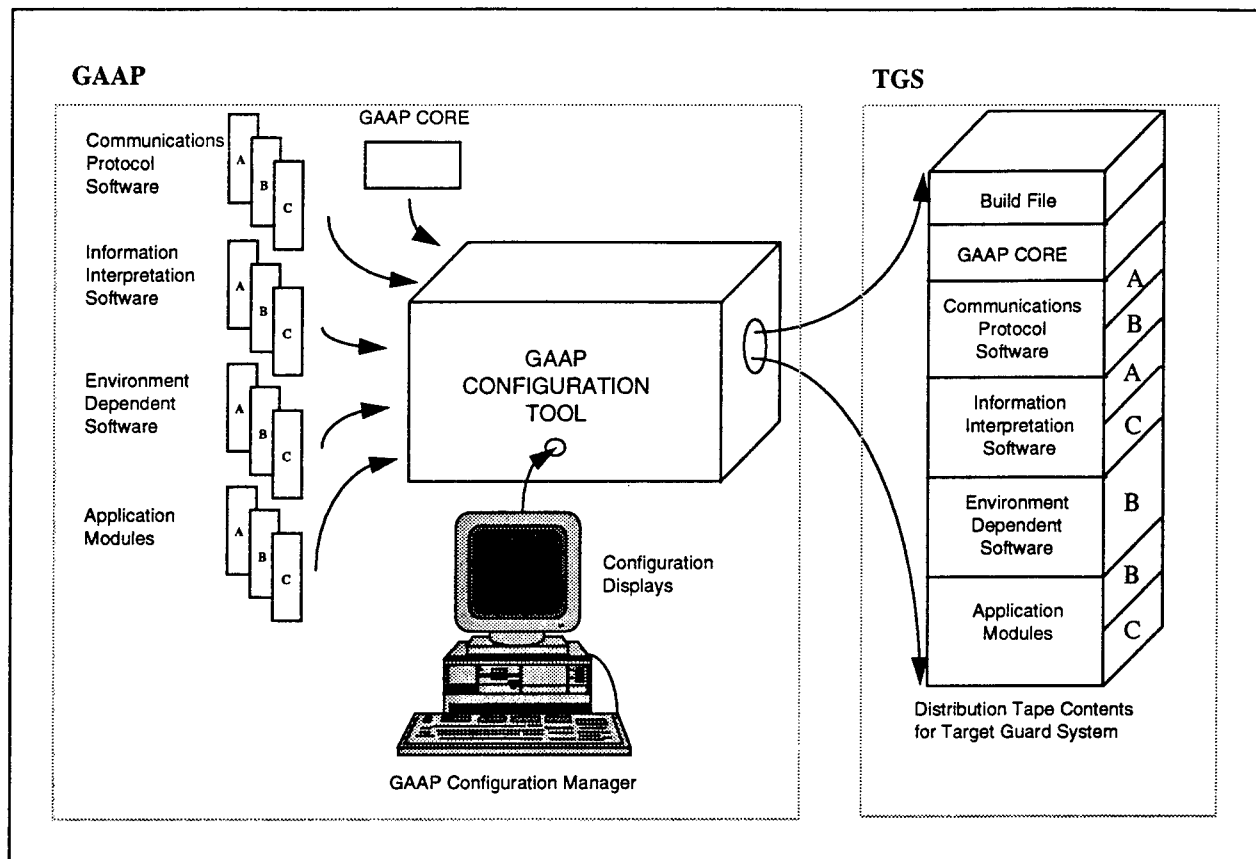 GAAP
TGS
GAAP CORE
Communications
Protocol
Software
A
B
C
Information
Interpretation
Software
A
B
C
Environment
Dependent
Software
A
B
C
Application
Modules
A
B
C
GAAP
CONFIGURATION
TOOL
Configuration
Displays
GAAP Configuration Manager
Build File
GAAP CORE
Communications
Protocol
Software
A
B
Information
Interpretation
Software
A
C
Environment
Dependent
Software
B
Application
Modules
B
C
Distribution Tape Contents
for Target Guard System